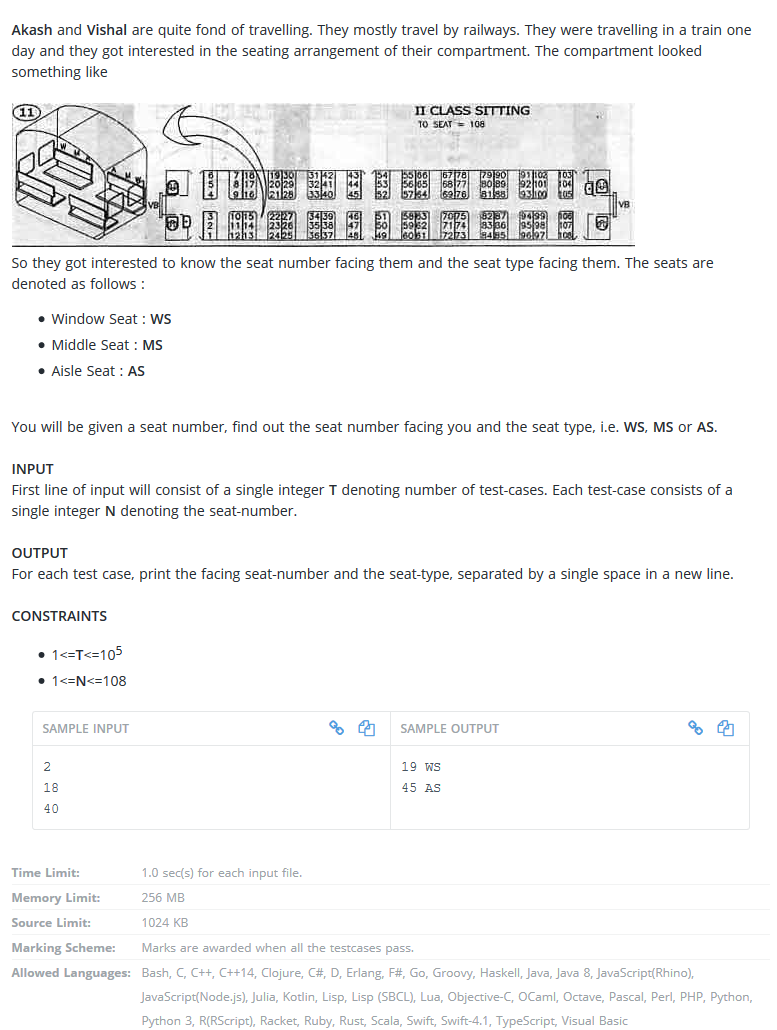 Akash and Vishal are quite fond of travelling. They mostly travel by railways. They were travelling in a train one
day and they got interested in the seating arrangement of their compartment. The compartment looked
something like
11
II CLASS SITTING
TO SEAT = 108
W M A
A M W
VB
VB
6 7 18 19 30 31 42 43 54 55 66 67 78 79 90 91 102 103
5 8 17 20 29 32 41 44 53 56 65 68 77 80 89 92 101 104
4 9 16 21 28 33 40 45 52 57 64 69 76 81 88 93 100 105
3 10 15 22 27 34 39 46 51 58 63 70 75 82 87 94 99 106
2 11 14 23 26 35 38 47 50 59 62 71 74 83 86 95 98 107
1 12 13 24 25 36 37 48 49 60 61 72 73 84 85 96 97 108
So they got interested to know the seat number facing them and the seat type facing them. The seats are
denoted as follows :
• Window Seat : WS
• Middle Seat : MS
• Aisle Seat : AS
You will be given a seat number, find out the seat number facing you and the seat type, i.e. WS, MS or AS.
INPUT
First line of input will consist of a single integer T denoting number of test-cases. Each test-case consists of a
single integer N denoting the seat-number.
OUTPUT
For each test case, print the facing seat-number and the seat-type, separated by a single space in a new line.
CONSTRAINTS
• 1<=T<=10⁵
• 1<=N<=108
SAMPLE INPUT
SAMPLE OUTPUT
2
18
40
19 WS
45 AS
Time Limit: 1.0 sec(s) for each input file.
Memory Limit: 256 MB
Source Limit: 1024 KB
Marking Scheme: Marks are awarded when all the testcases pass.
Allowed Languages: Bash, C, C++, C++14, Clojure, C#, D, Erlang, F#, Go, Groovy, Haskell, Java, Java 8, JavaScript(Rhino),
JavaScript(Node.js), Julia, Kotlin, Lisp, Lisp (SBCL), Lua, Objective-C, OCaml, Octave, Pascal, Perl, PHP, Python,
Python 3, R(RScript), Racket, Ruby, Rust, Scala, Swift, Swift-4.1, TypeScript, Visual Basic